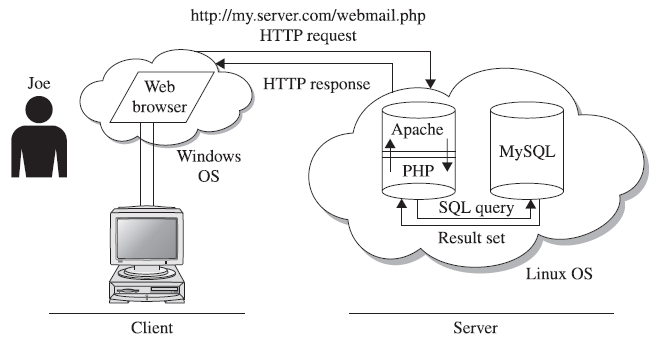 http://my.server.com/webmail.php
HTTP request
HTTP response
Joe
Web
browser
Windows
OS
Apache
PHP
MySQL
SQL query
Result set
Linux OS
Client
Server